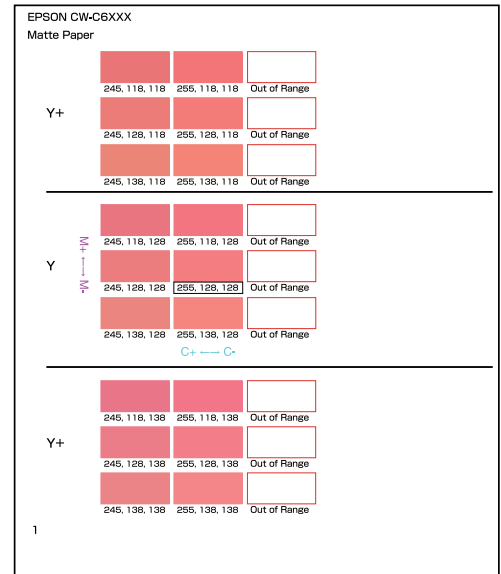 EPSON CW-C6XXX
Matte Paper
245, 118, 118 255, 118, 118 Out of Range
Y+
245, 128, 118 255, 128, 118 Out of Range
245, 138, 118 255, 138, 118 Out of Range
245, 118, 128 255, 118, 128 Out of Range
Y
M+ ←→ M-
245, 128, 128 255, 128, 128 Out of Range
245, 138, 128 255, 138, 128 Out of Range
C+ ←→ C-
245, 118, 138 255, 118, 138 Out of Range
Y+
245, 128, 138 255, 128, 138 Out of Range
245, 138, 138 255, 138, 138 Out of Range
1